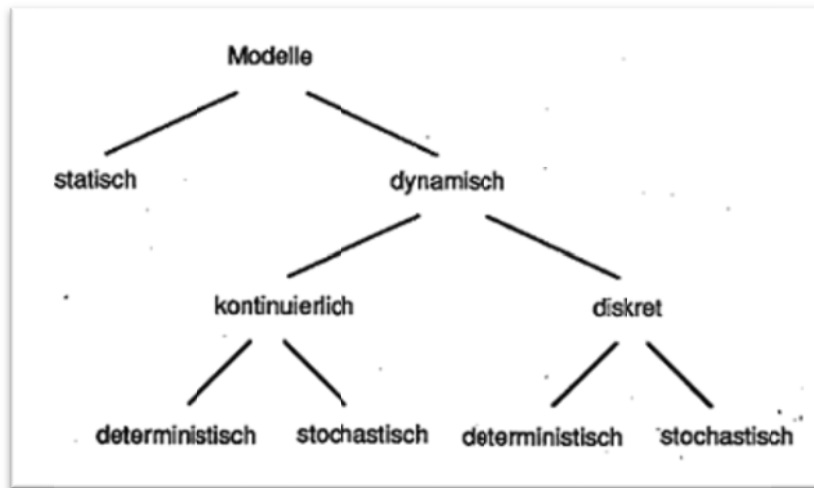 Modelle
statisch dynamisch
kontinuierlich diskret
deterministisch stochastisch deterministisch stochastisch